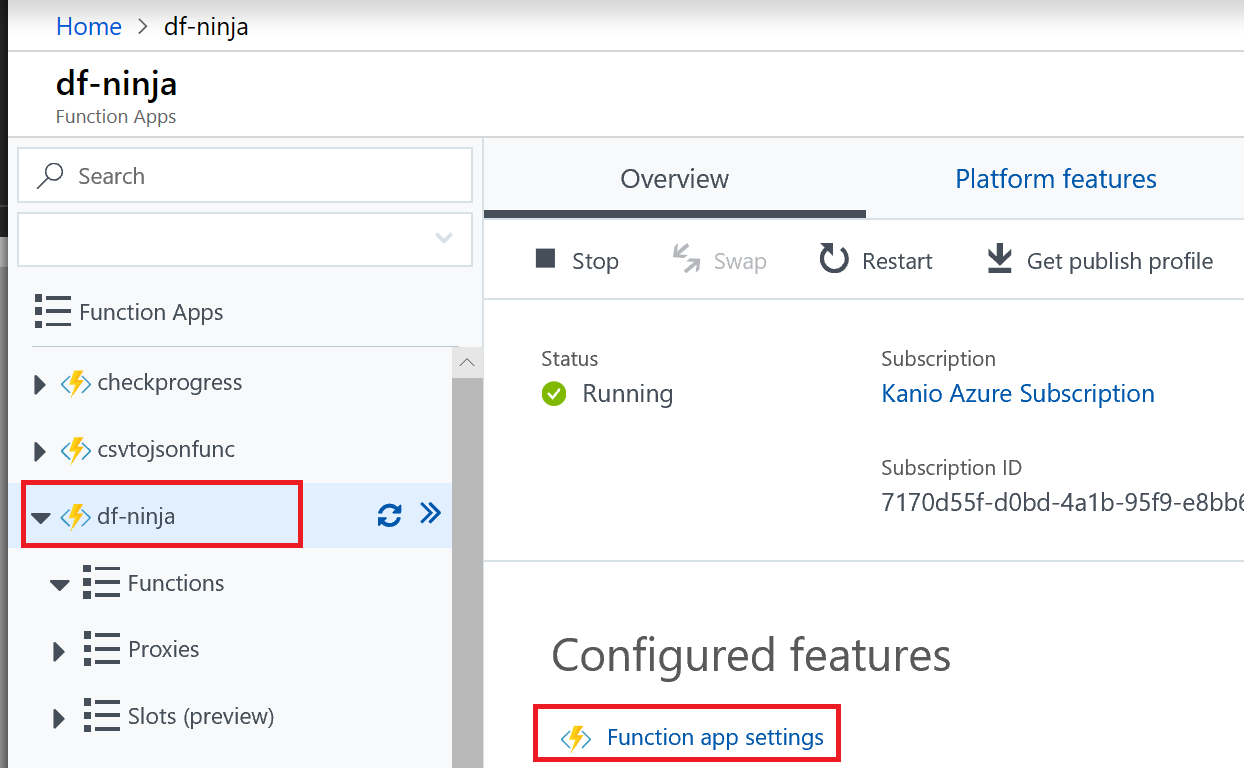 Home > df-ninja
df-ninja
Function Apps
Search
Function Apps
checkprogress
csvtojsonfunc
df-ninja
Functions
Proxies
Slots (preview)
Overview
Platform features
Stop
Swap
Restart
Get publish profile
Status
Running
Subscription
Kanio Azure Subscription
Subscription ID
7170d55f-d0bd-4a1b-95f9-e8bb6
Configured features
Function app settings